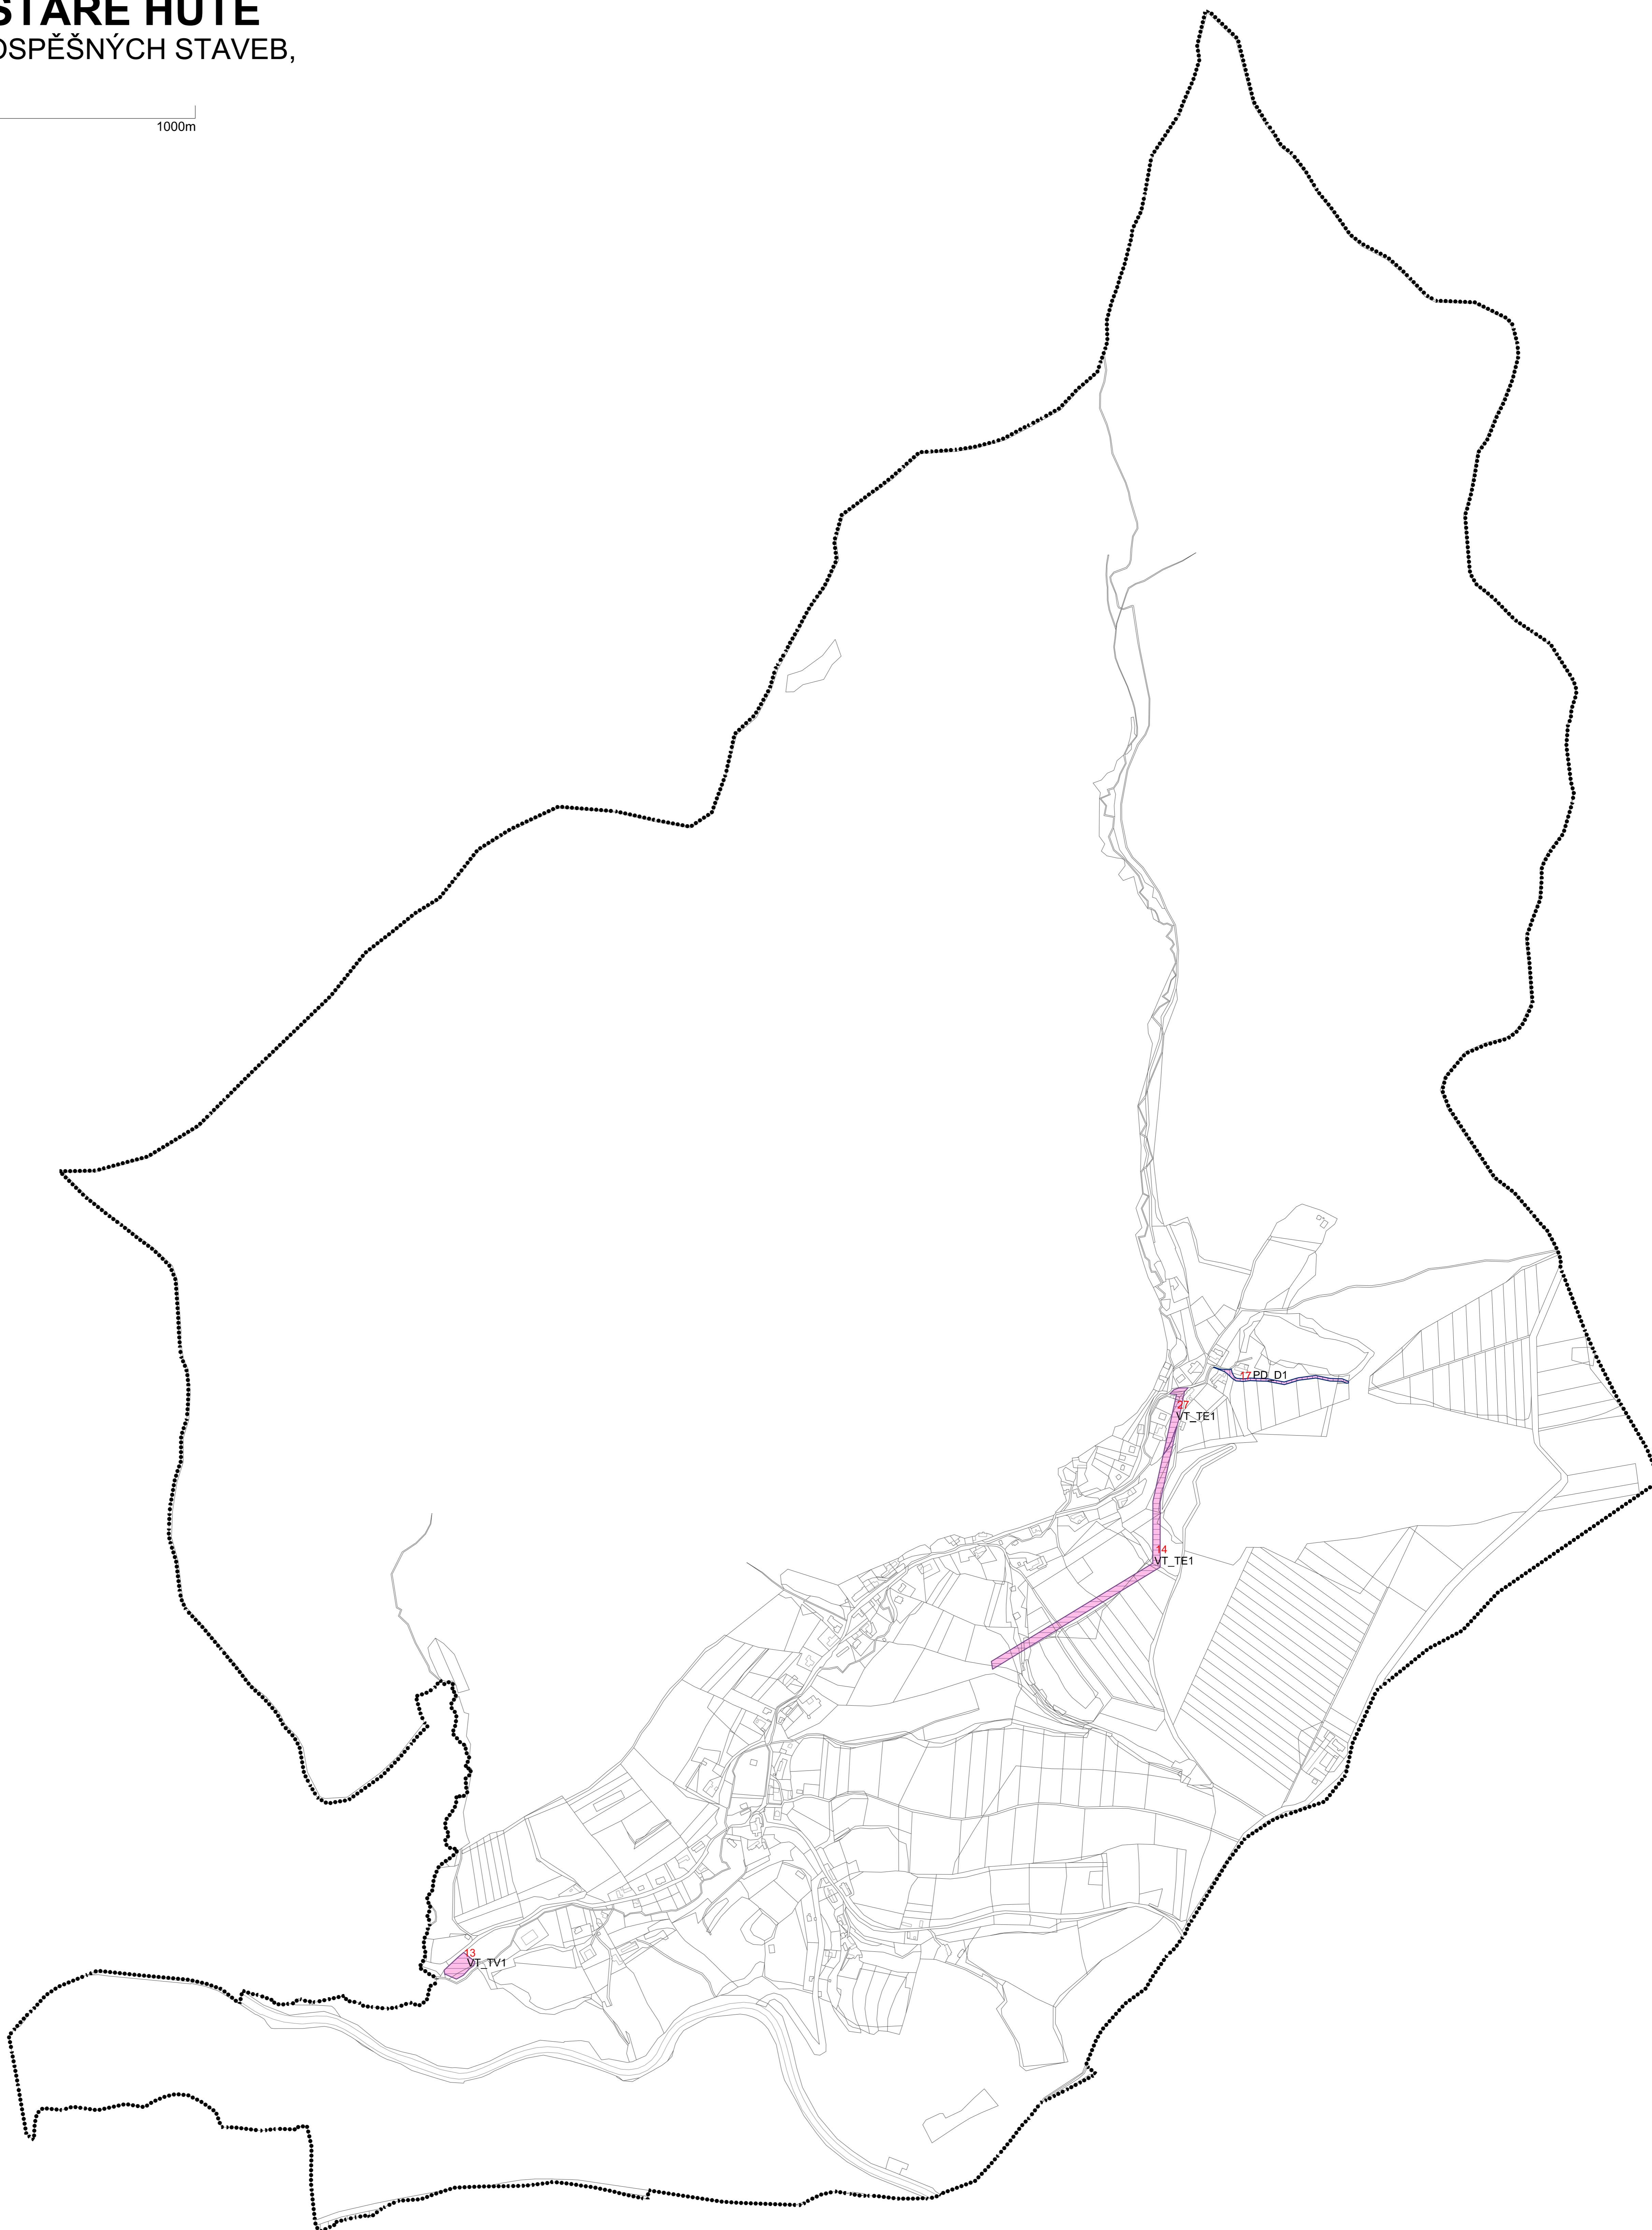 STARÉ HUTĚ
OSPĚŠNÝCH STAVEB,
1000m
17 PD_D1
27
VT_TE1
14
VT_TE1
13
VT_TV1